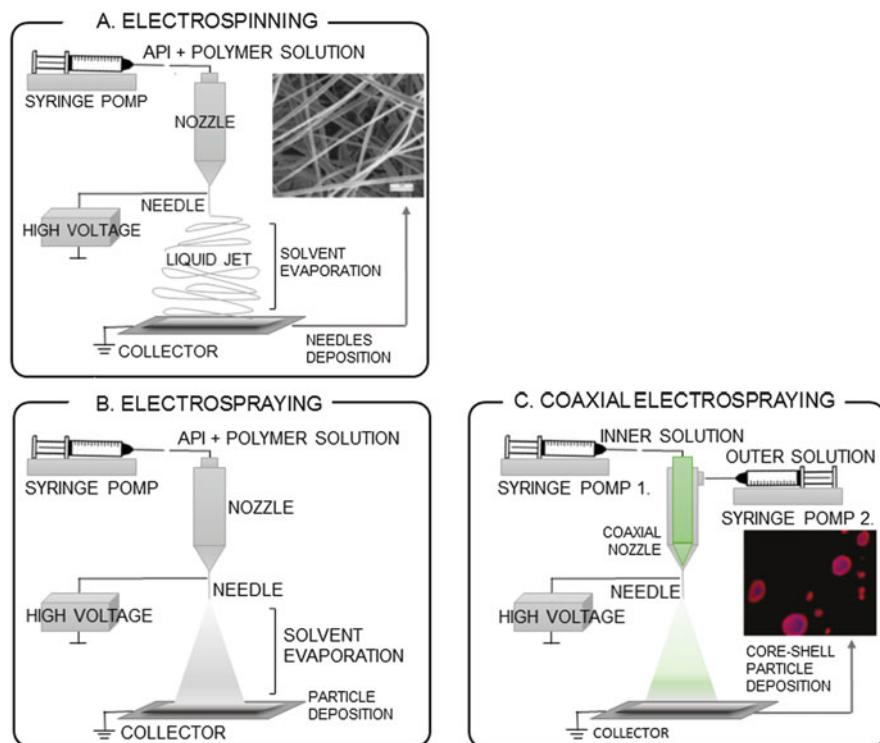 A. ELECTROSPINNING
API + POLYMER SOLUTION
SYRINGE POMP
NOZZLE
NEEDLE
HIGH VOLTAGE
LIQUID JET
SOLVENT
EVAPORATION
COLLECTOR
NEEDLES
DEPOSITION
B. ELECTROSPRAYING
API + POLYMER SOLUTION
SYRINGE POMP
NOZZLE
NEEDLE
HIGH VOLTAGE
SOLVENT
EVAPORATION
PARTICLE
DEPOSITION
COLLECTOR
C. COAXIAL ELECTROSPRAYING
INNER SOLUTION
OUTER SOLUTION
SYRINGE POMP 1.
SYRINGE POMP 2.
COAXIAL
NOZZLE
NEEDLE
HIGH VOLTAGE
CORE-SHELL
PARTICLE
DEPOSITION
COLLECTOR